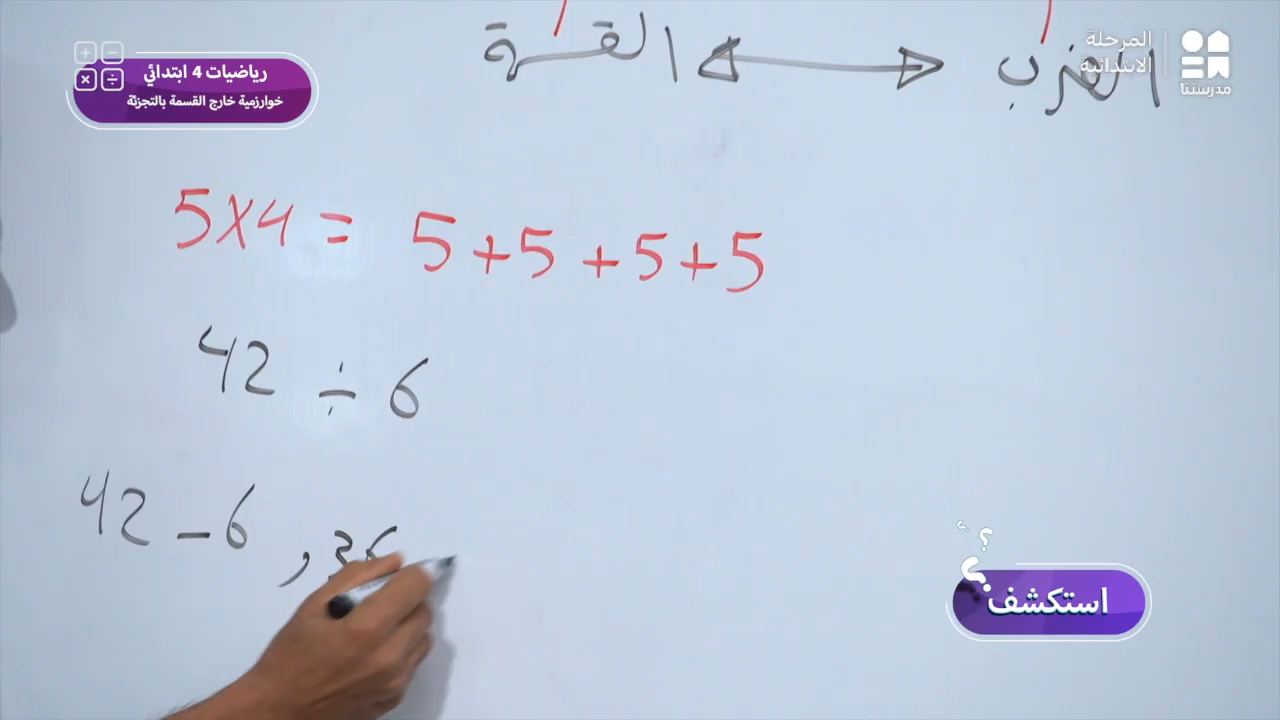 المرحلة
الابتدائية
مدرستنا
رياضيات 4 ابتدائي
خوارزمية خارج القسمة بالتجزئة
الضرب ↔ القسمة
5×4 = 5+5+5+5
42 ÷ 6
42 - 6 , 36
استكشف